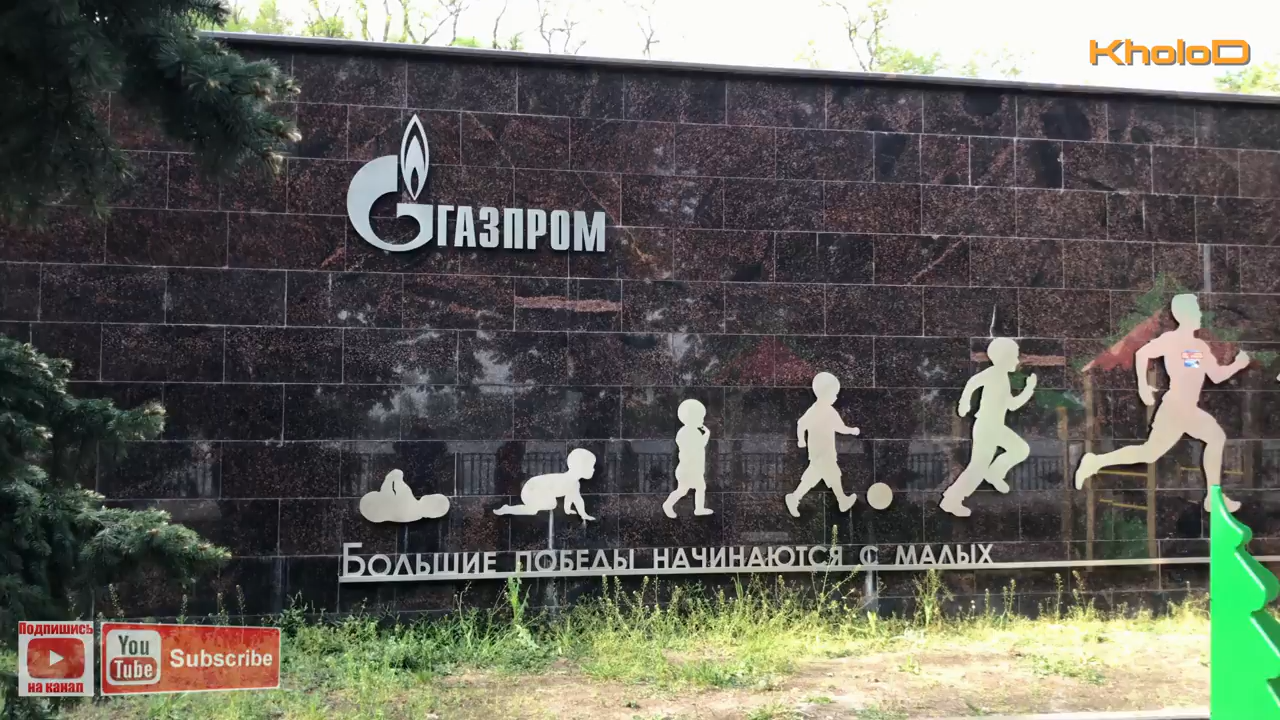 KholoD
ГАЗПРОМ
Большие победы начинаются с малых
Подпишись
на канал
You
Tube
Subscribe